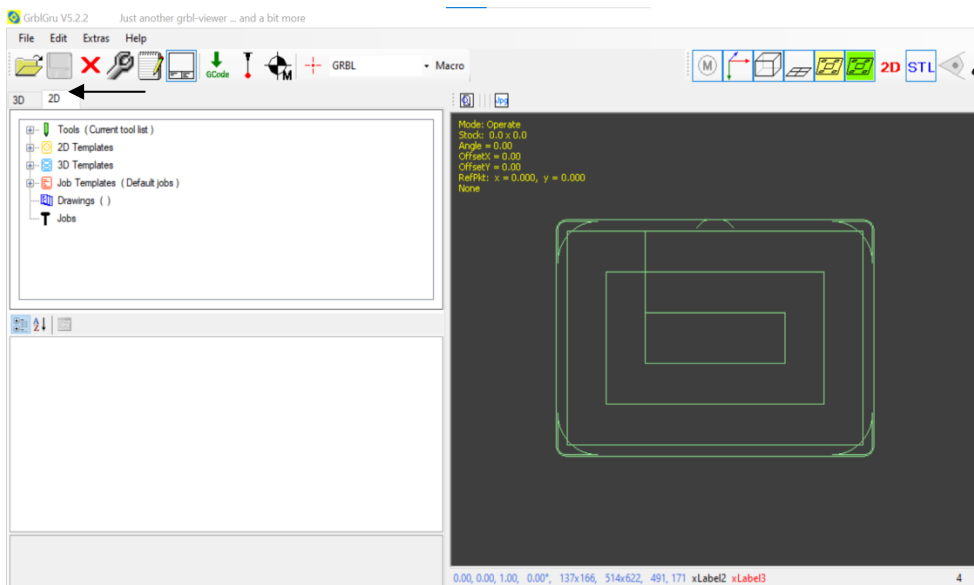 GrblGru V5.2.2 Just another grbl-viewer ... and a bit more
File Edit Extras Help
GCode M GRBL Macro M 2D STL
3D 2D
Jpg
Tools ( Current tool list )
2D Templates
3D Templates
Job Templates ( Default jobs )
Drawings ( )
Jobs
A Z
Mode: Operate
Stock: 0.0 x 0.0
Angle = 0.00
OffsetX = 0.00
OffsetY = 0.00
RefPkt: x = 0.000, y = 0.000
None
0.00, 0.00, 1.00, 0.00°, 137x166, 514x622, 491, 171 xLabel2 xLabel3 4